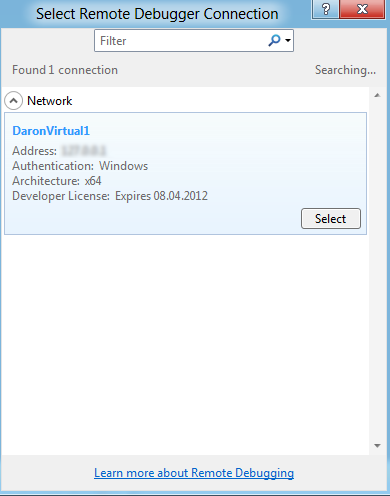 Select Remote Debugger Connection
?
Filter
Found 1 connection
Searching...
Network
DaronVirtual1
Address:
Authentication: Windows
Architecture: x64
Developer License: Expires 08.04.2012
Select
Learn more about Remote Debugging